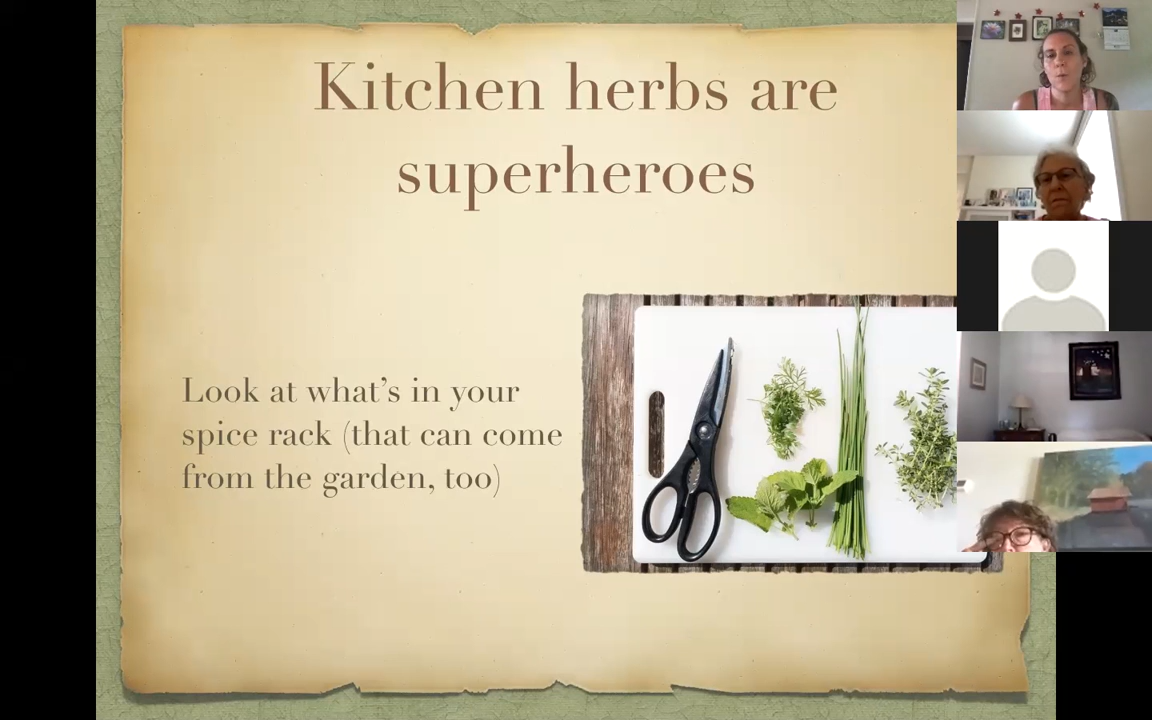 Kitchen herbs are
superheroes
Look at what's in your
spice rack (that can come
from the garden, too)